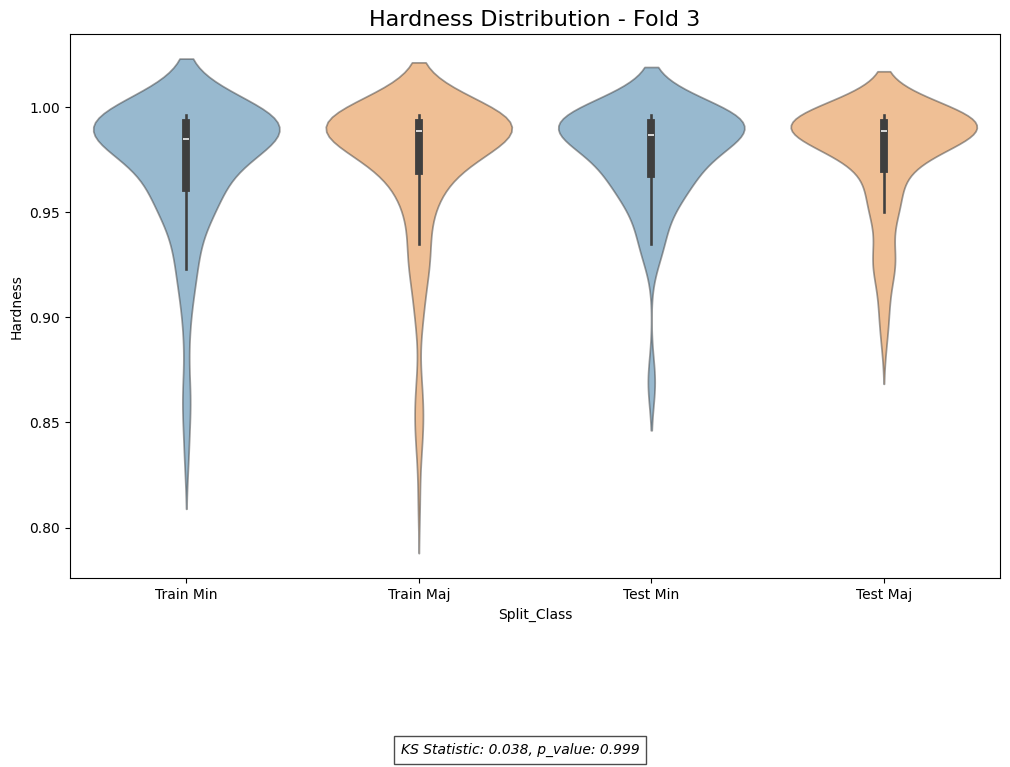 Hardness Distribution - Fold 3
Hardness
1.00
0.95
0.90
0.85
0.80
Train Min
Train Maj
Test Min
Test Maj
Split_Class
KS Statistic: 0.038, p_value: 0.999